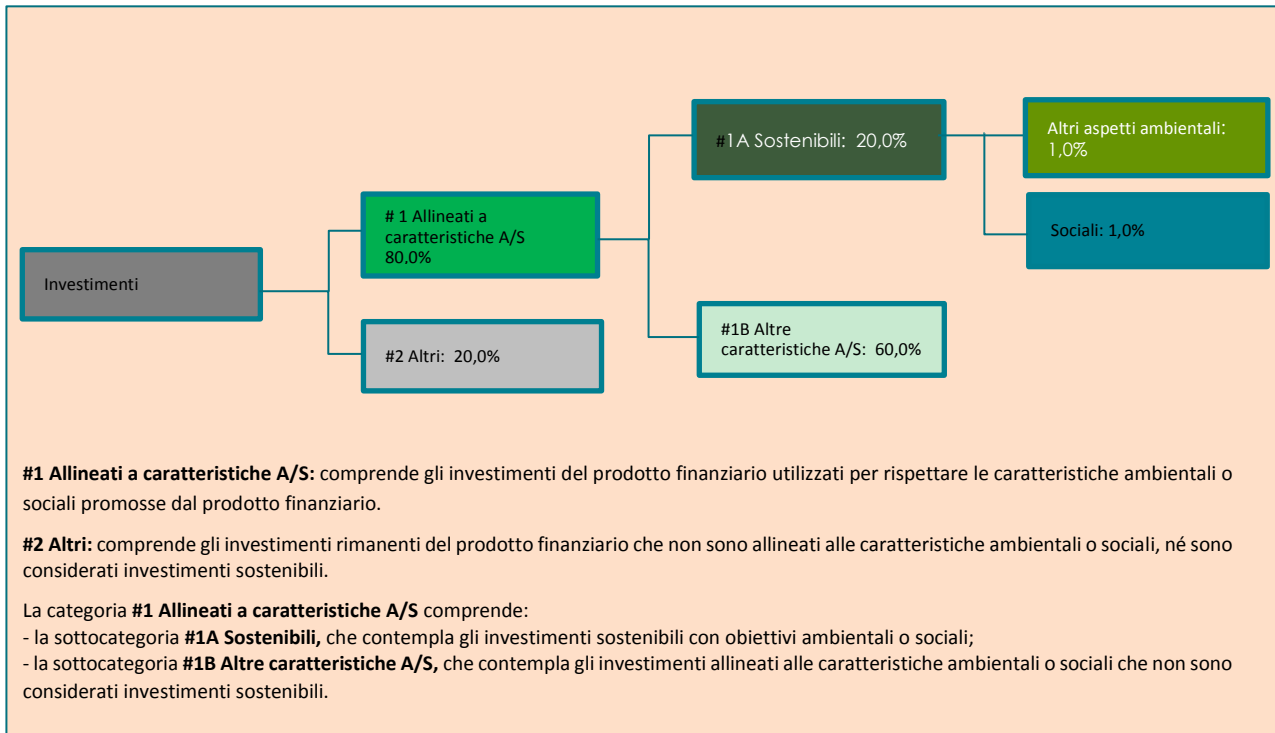 #1A Sostenibili: 20,0%
Altri aspetti ambientali:
1,0%
# 1 Allineati a
caratteristiche A/S
80,0%
Sociali: 1,0%
Investimenti
#1B Altre
caratteristiche A/S: 60,0%
#2 Altri: 20,0%
#1 Allineati a caratteristiche A/S: comprende gli investimenti del prodotto finanziario utilizzati per rispettare le caratteristiche ambientali o
sociali promosse dal prodotto finanziario.
#2 Altri: comprende gli investimenti rimanenti del prodotto finanziario che non sono allineati alle caratteristiche ambientali o sociali, né sono
considerati investimenti sostenibili.
La categoria #1 Allineati a caratteristiche A/S comprende:
- la sottocategoria #1A Sostenibili, che contempla gli investimenti sostenibili con obiettivi ambientali o sociali;
- la sottocategoria #1B Altre caratteristiche A/S, che contempla gli investimenti allineati alle caratteristiche ambientali o sociali che non sono
considerati investimenti sostenibili.